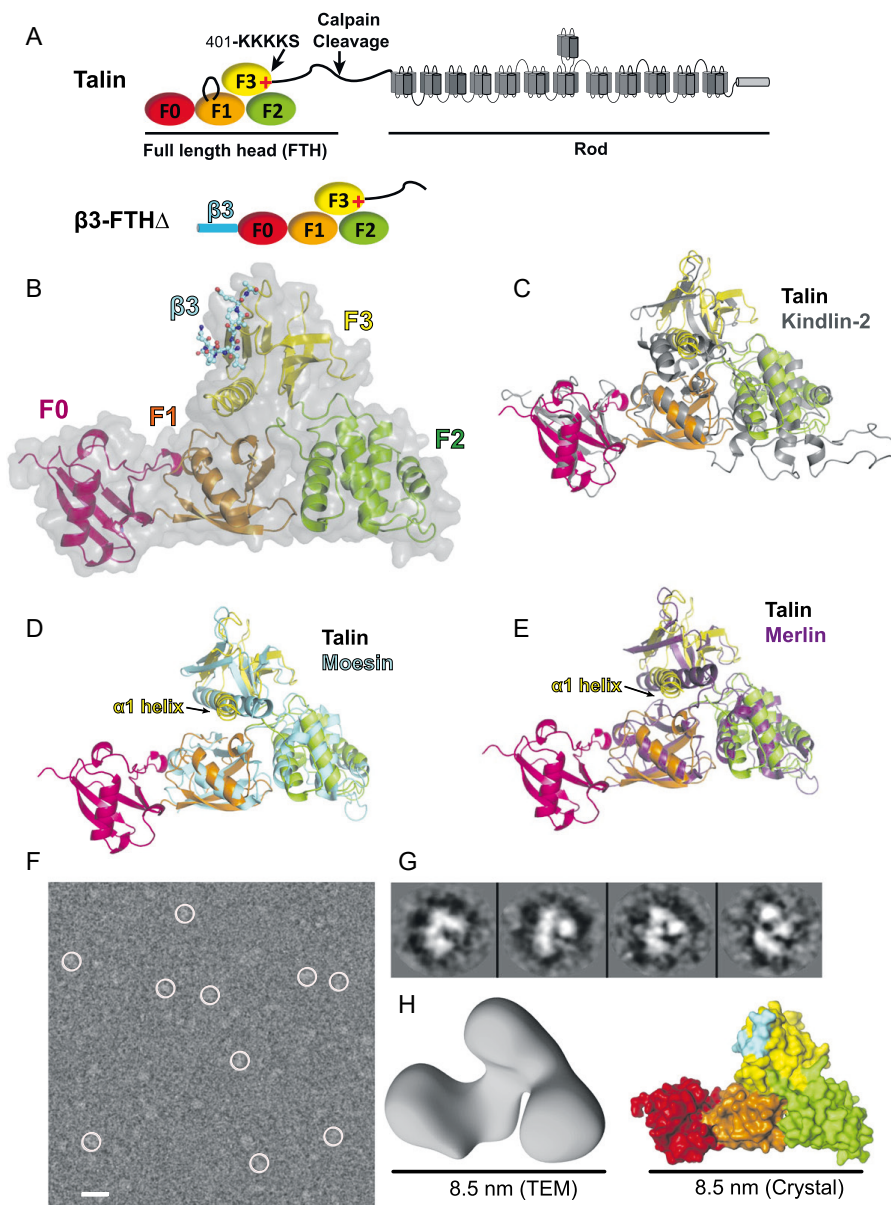 A
401-KKKKS
Calpain
Cleavage
Talin
F3+
F0 F1 F2
Full length head (FTH)
Rod
β3-FTHΔ
β3
F3+
F0 F1 F2
B
β3
F3
F0
F1
F2
C
Talin
Kindlin-2
D
Talin
Moesin
α1 helix
E
Talin
Merlin
α1 helix
F
G
H
8.5 nm (TEM)
8.5 nm (Crystal)